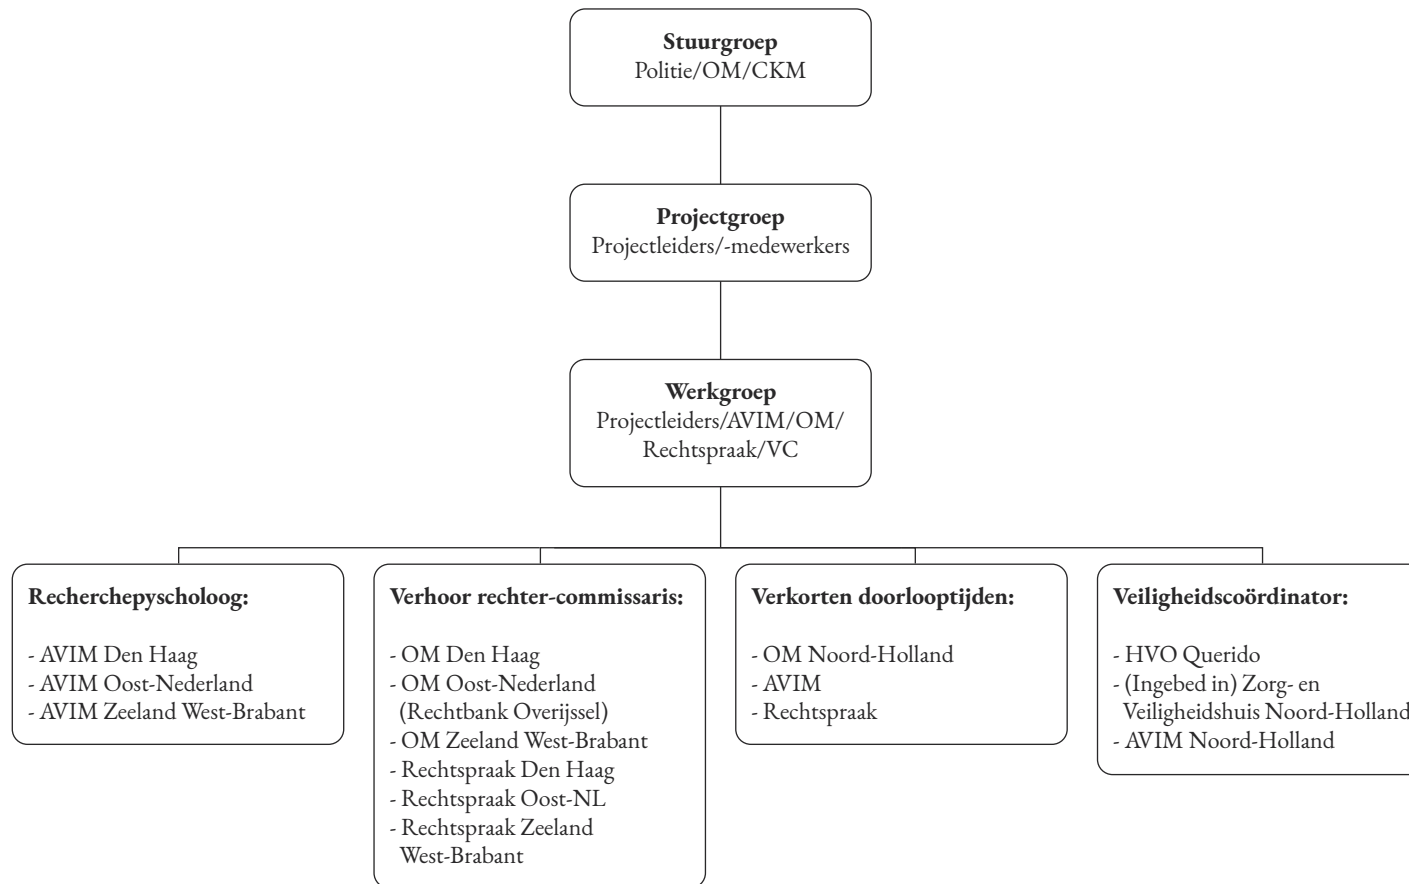 Stuurgroep
Politie/OM/CKM
Projectgroep
Projectleiders/-medewerkers
Werkgroep
Projectleiders/AVIM/OM/
Rechtspraak/VC
Recherchepyscholoog:
- AVIM Den Haag
- AVIM Oost-Nederland
- AVIM Zeeland West-Brabant
Verhoor rechter-commissaris:
- OM Den Haag
- OM Oost-Nederland
(Rechtbank Overijssel)
- OM Zeeland West-Brabant
- Rechtspraak Den Haag
- Rechtspraak Oost-NL
- Rechtspraak Zeeland
West-Brabant
Verkorten doorlooptijden:
- OM Noord-Holland
- AVIM
- Rechtspraak
Veiligheidscoördinator:
- HVO Querido
- (Ingebed in) Zorg- en
Veiligheidshuis Noord-Holland
- AVIM Noord-Holland